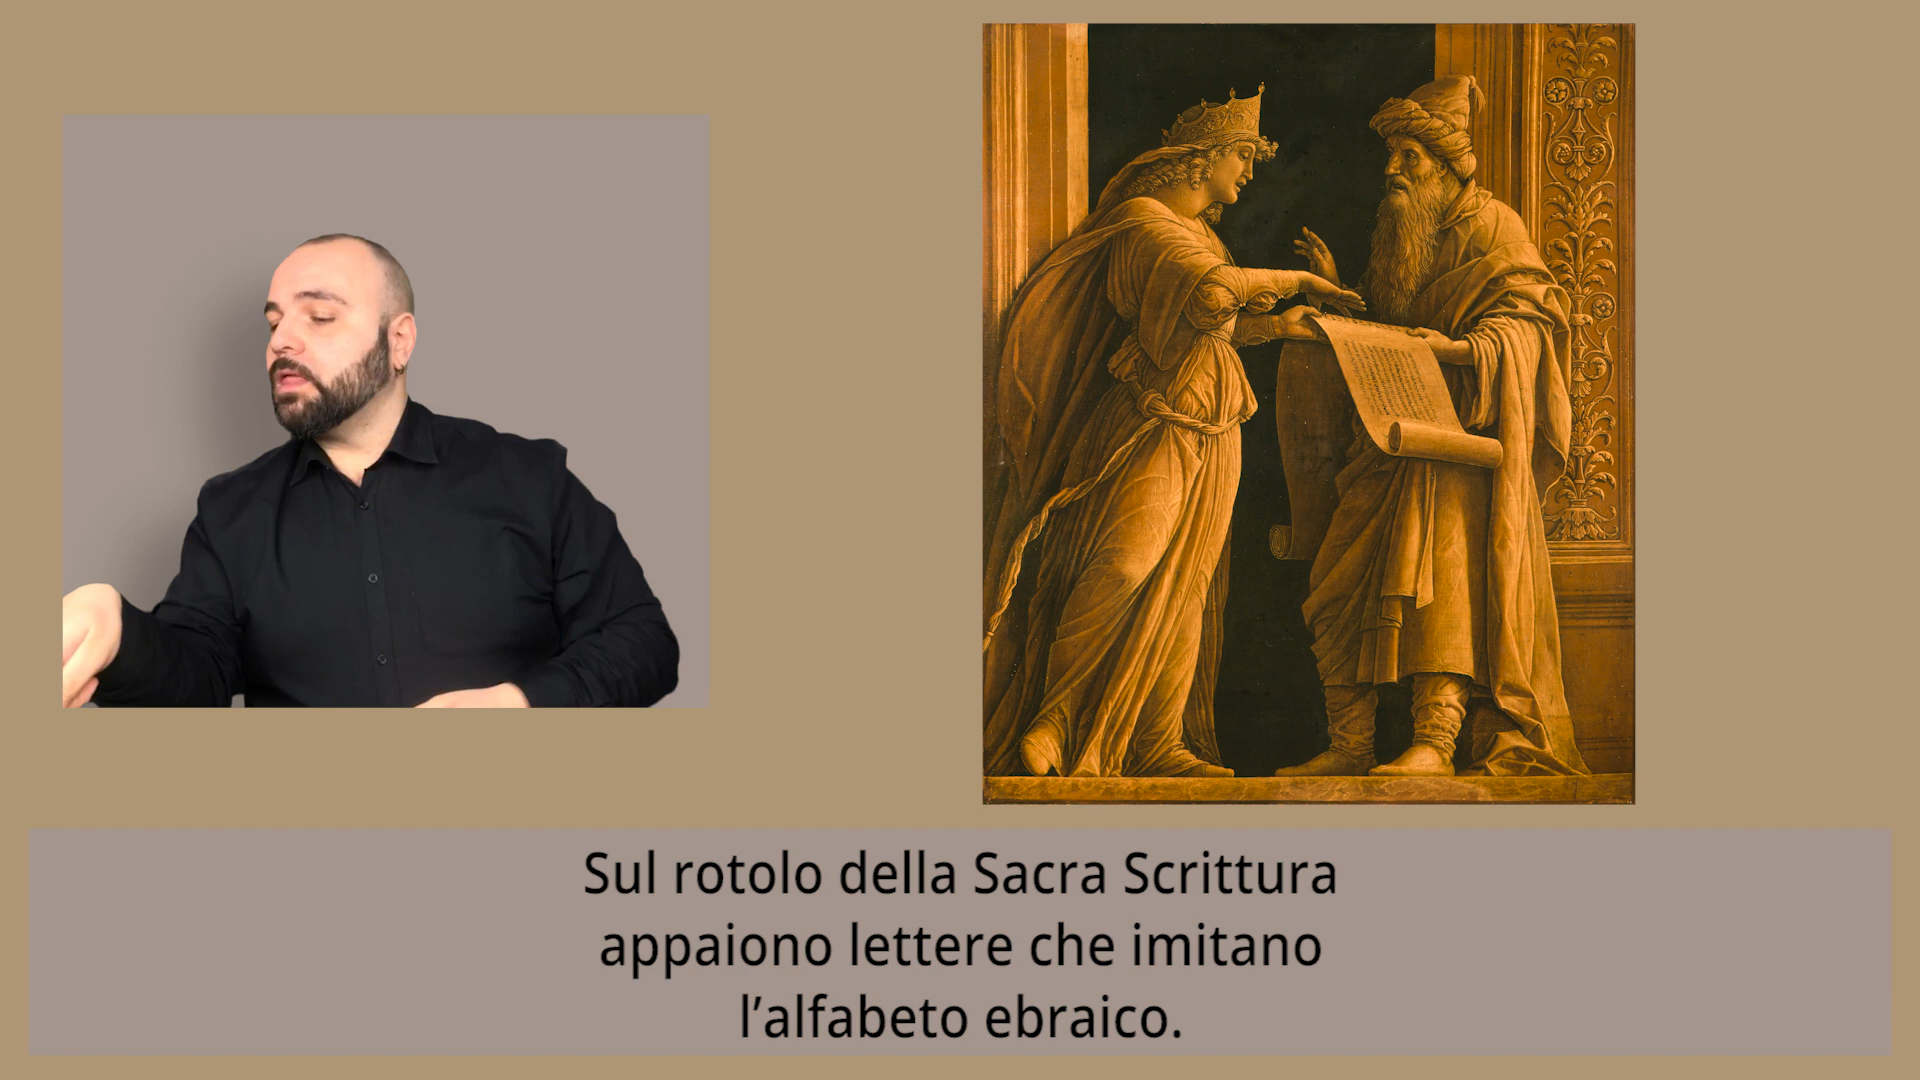 Sul rotolo della Sacra Scrittura
appaiono lettere che imitano
l’alfabeto ebraico.